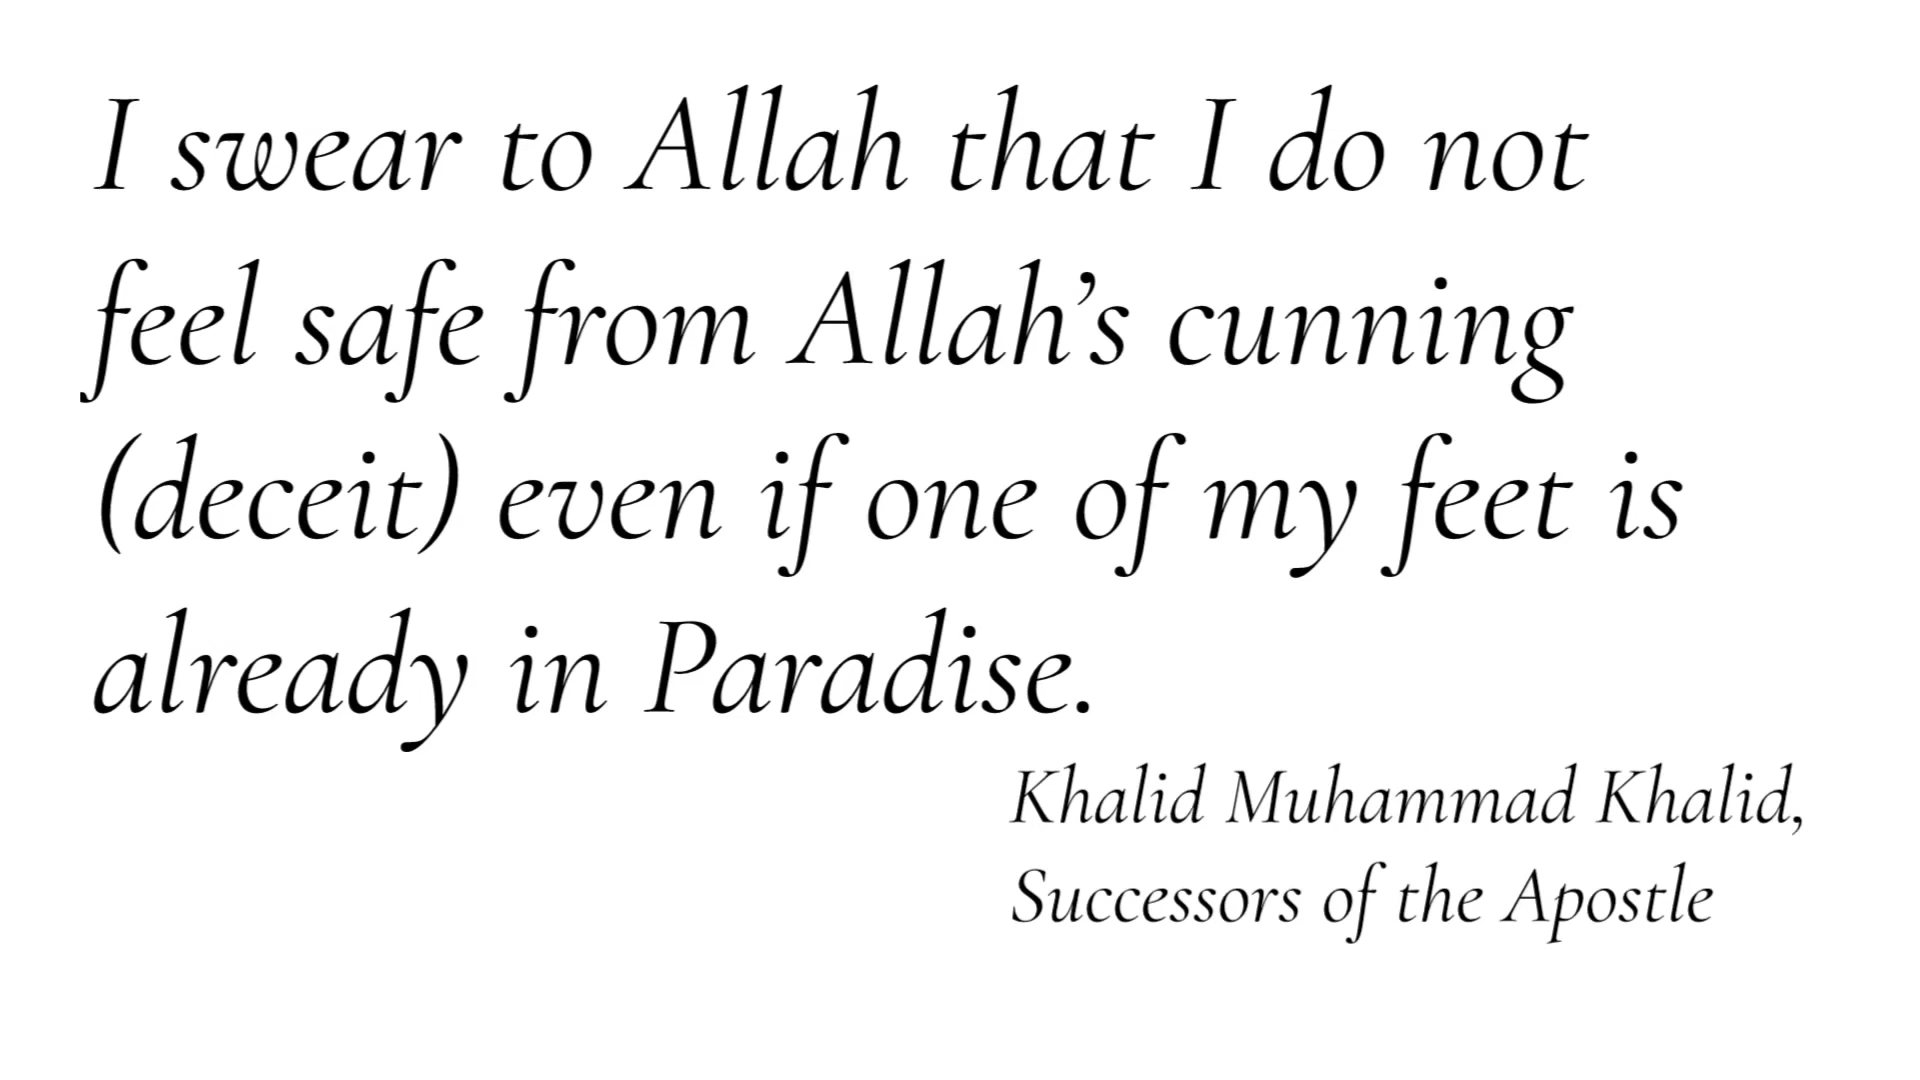 I swear to Allah that I do not
feel safe from Allah’s cunning
(deceit) even if one of my feet is
already in Paradise.
Khalid Muhammad Khalid,
Successors of the Apostle